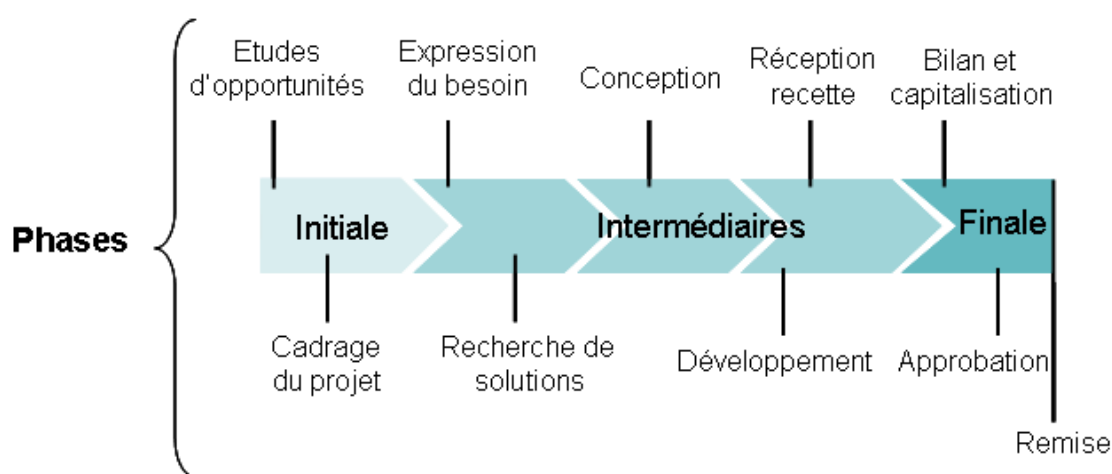 Etudes
d'opportunités
Expression
du besoin
Conception
Réception
recette
Bilan et
capitalisation
Phases
Initiale
Intermédiaires
Finale
Cadrage
du projet
Recherche de
solutions
Développement
Approbation
Remise